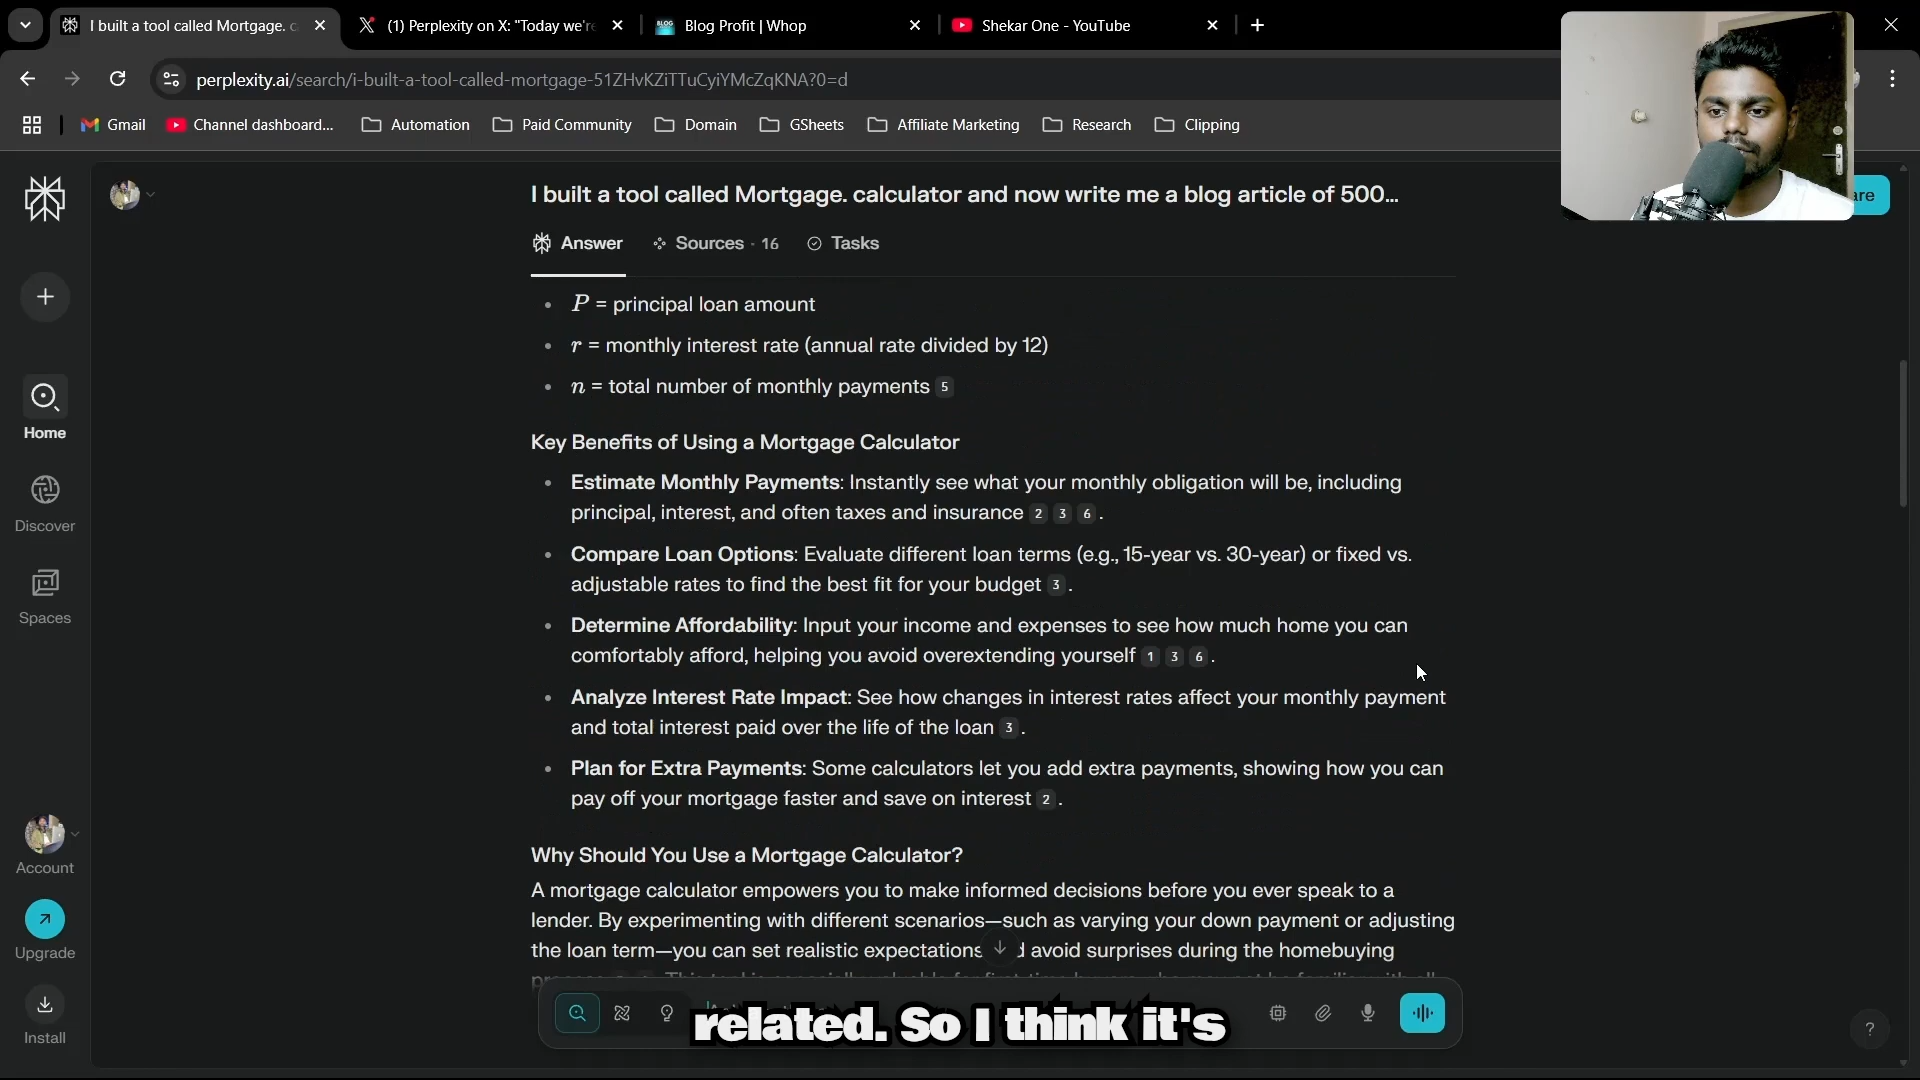 I built a tool called Mortgage. c
(1) Perplexity on X: "Today we're
Blog Profit | Whop
Shekar One - YouTube
perplexity.ai/search/i-built-a-tool-called-mortgage-51ZHvKZiTTuCyiYMcZqKNA?0=d
Gmail
Channel dashboard...
Automation
Paid Community
Domain
GSheets
Affiliate Marketing
Research
Clipping
I built a tool called Mortgage. calculator and now write me a blog article of 500...
Answer
Sources · 16
Tasks
Home
Discover
Spaces
Account
Upgrade
Install
P = principal loan amount
r = monthly interest rate (annual rate divided by 12)
n = total number of monthly payments 5
Key Benefits of Using a Mortgage Calculator
Estimate Monthly Payments: Instantly see what your monthly obligation will be, including
principal, interest, and often taxes and insurance 2 3 6 .
Compare Loan Options: Evaluate different loan terms (e.g., 15-year vs. 30-year) or fixed vs.
adjustable rates to find the best fit for your budget 3 .
Determine Affordability: Input your income and expenses to see how much home you can
comfortably afford, helping you avoid overextending yourself 1 3 6 .
Analyze Interest Rate Impact: See how changes in interest rates affect your monthly payment
and total interest paid over the life of the loan 3 .
Plan for Extra Payments: Some calculators let you add extra payments, showing how you can
pay off your mortgage faster and save on interest 2 .
Why Should You Use a Mortgage Calculator?
A mortgage calculator empowers you to make informed decisions before you ever speak to a
lender. By experimenting with different scenarios—such as varying your down payment or adjusting
the loan term—you can set realistic expectations d avoid surprises during the homebuying
related. So I think it's
?